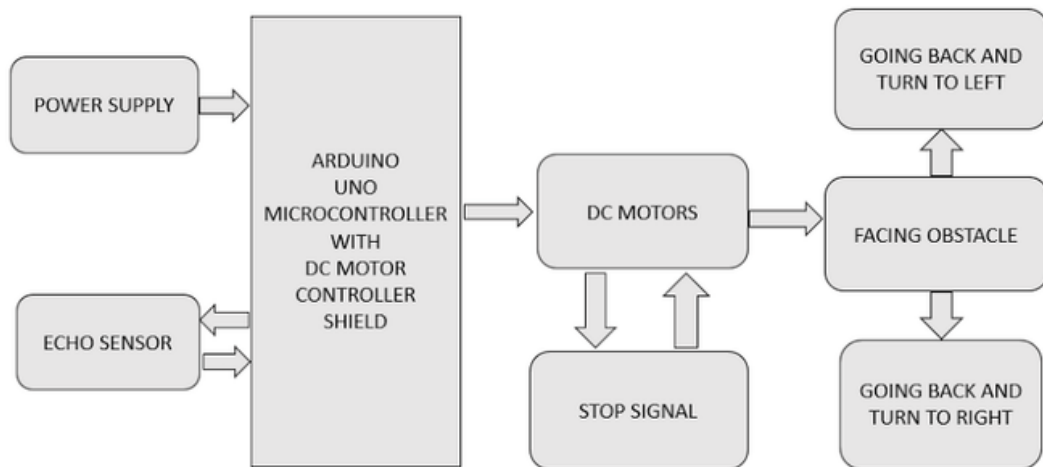 POWER SUPPLY
ECHO SENSOR
ARDUINO
UNO
MICROCONTROLLER
WITH
DC MOTOR
CONTROLLER
SHIELD
DC MOTORS
STOP SIGNAL
GOING BACK AND
TURN TO LEFT
FACING OBSTACLE
GOING BACK AND
TURN TO RIGHT